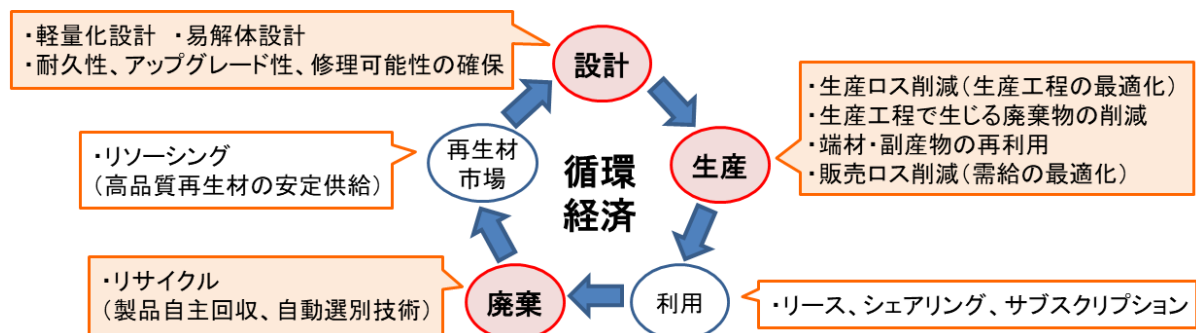 ・軽量化設計 ・易解体設計
・耐久性、アップグレード性、修理可能性の確保
設計
・生産ロス削減(生産工程の最適化)
・生産工程で生じる廃棄物の削減
・端材・副産物の再利用
・販売ロス削減(需給の最適化)
生産
・リソーシング
(高品質再生材の安定供給)
再生材
市場
循環
経済
・リサイクル
(製品自主回収、自動選別技術)
廃棄
利用
・リース、シェアリング、サブスクリプション